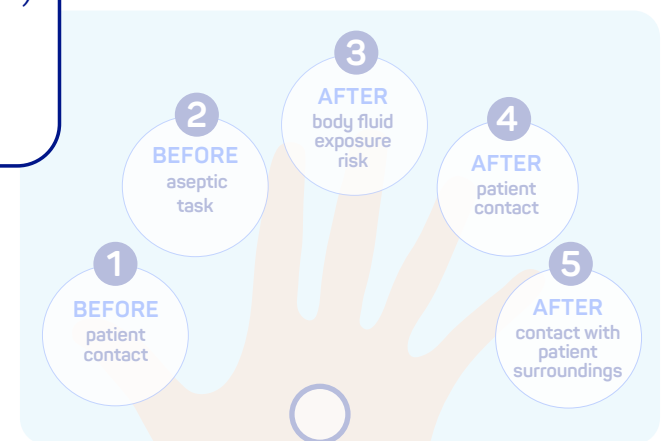 1
BEFORE
patient
contact
2
BEFORE
aseptic
task
3
AFTER
body fluid
exposure
risk
4
AFTER
patient
contact
5
AFTER
contact with
patient
surroundings